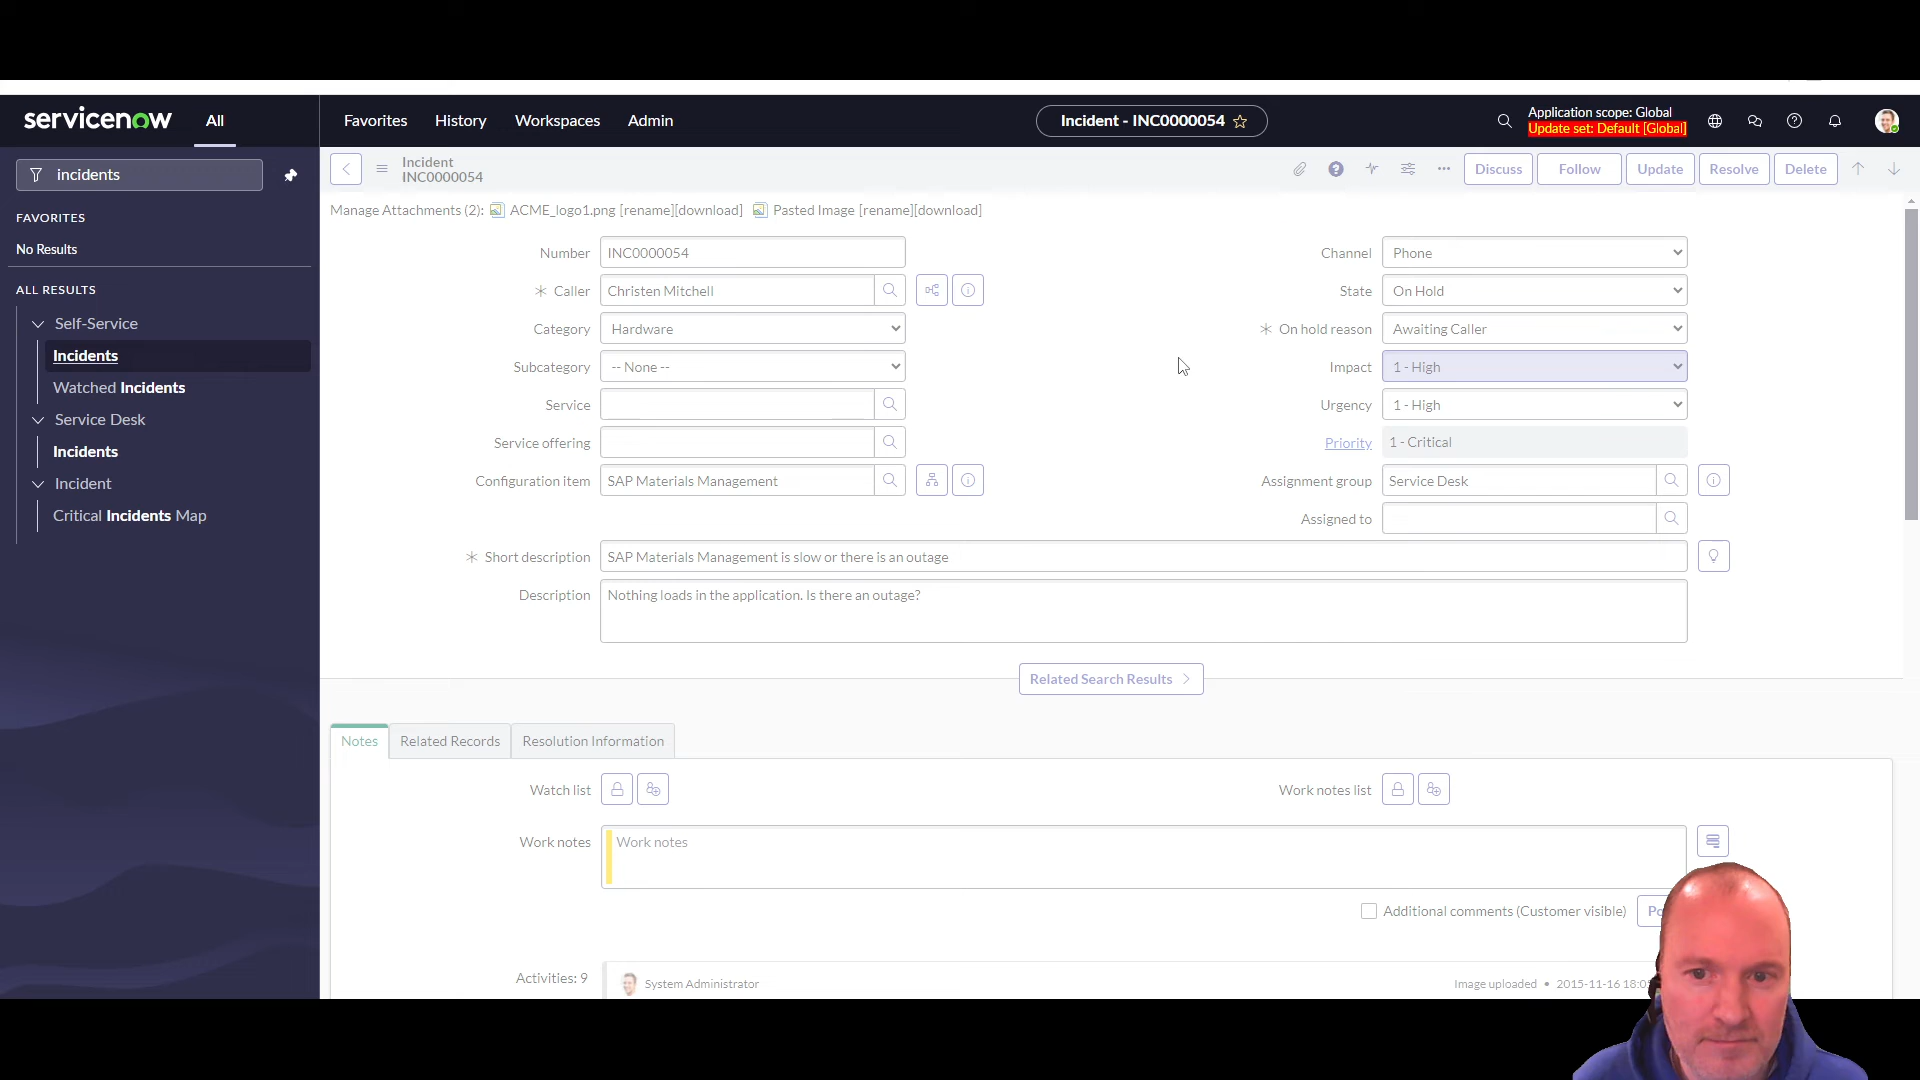 servicenow
All
Favorites
History
Workspaces
Admin
Incident - INC0000054
Application scope: Global
Update set: Default [Global]
incidents
FAVORITES
No Results
ALL RESULTS
Self-Service
Incidents
Watched Incidents
Service Desk
Incidents
Incident
Critical Incidents Map
Incident
INC0000054
Discuss
Follow
Update
Resolve
Delete
Manage Attachments (2): ACME_logo1.png [rename][download] Pasted Image [rename][download]
Number INC0000054
Caller Christen Mitchell
Category Hardware
Subcategory -- None --
Service
Service offering
Configuration item SAP Materials Management
Channel Phone
State On Hold
On hold reason Awaiting Caller
Impact 1 - High
Urgency 1 - High
Priority 1 - Critical
Assignment group Service Desk
Assigned to
Short description SAP Materials Management is slow or there is an outage
Description Nothing loads in the application. Is there an outage?
Related Search Results
Notes
Related Records
Resolution Information
Watch list
Work notes list
Work notes Work notes
Additional comments (Customer visible)
Activities: 9
System Administrator
Image uploaded • 2015-11-16